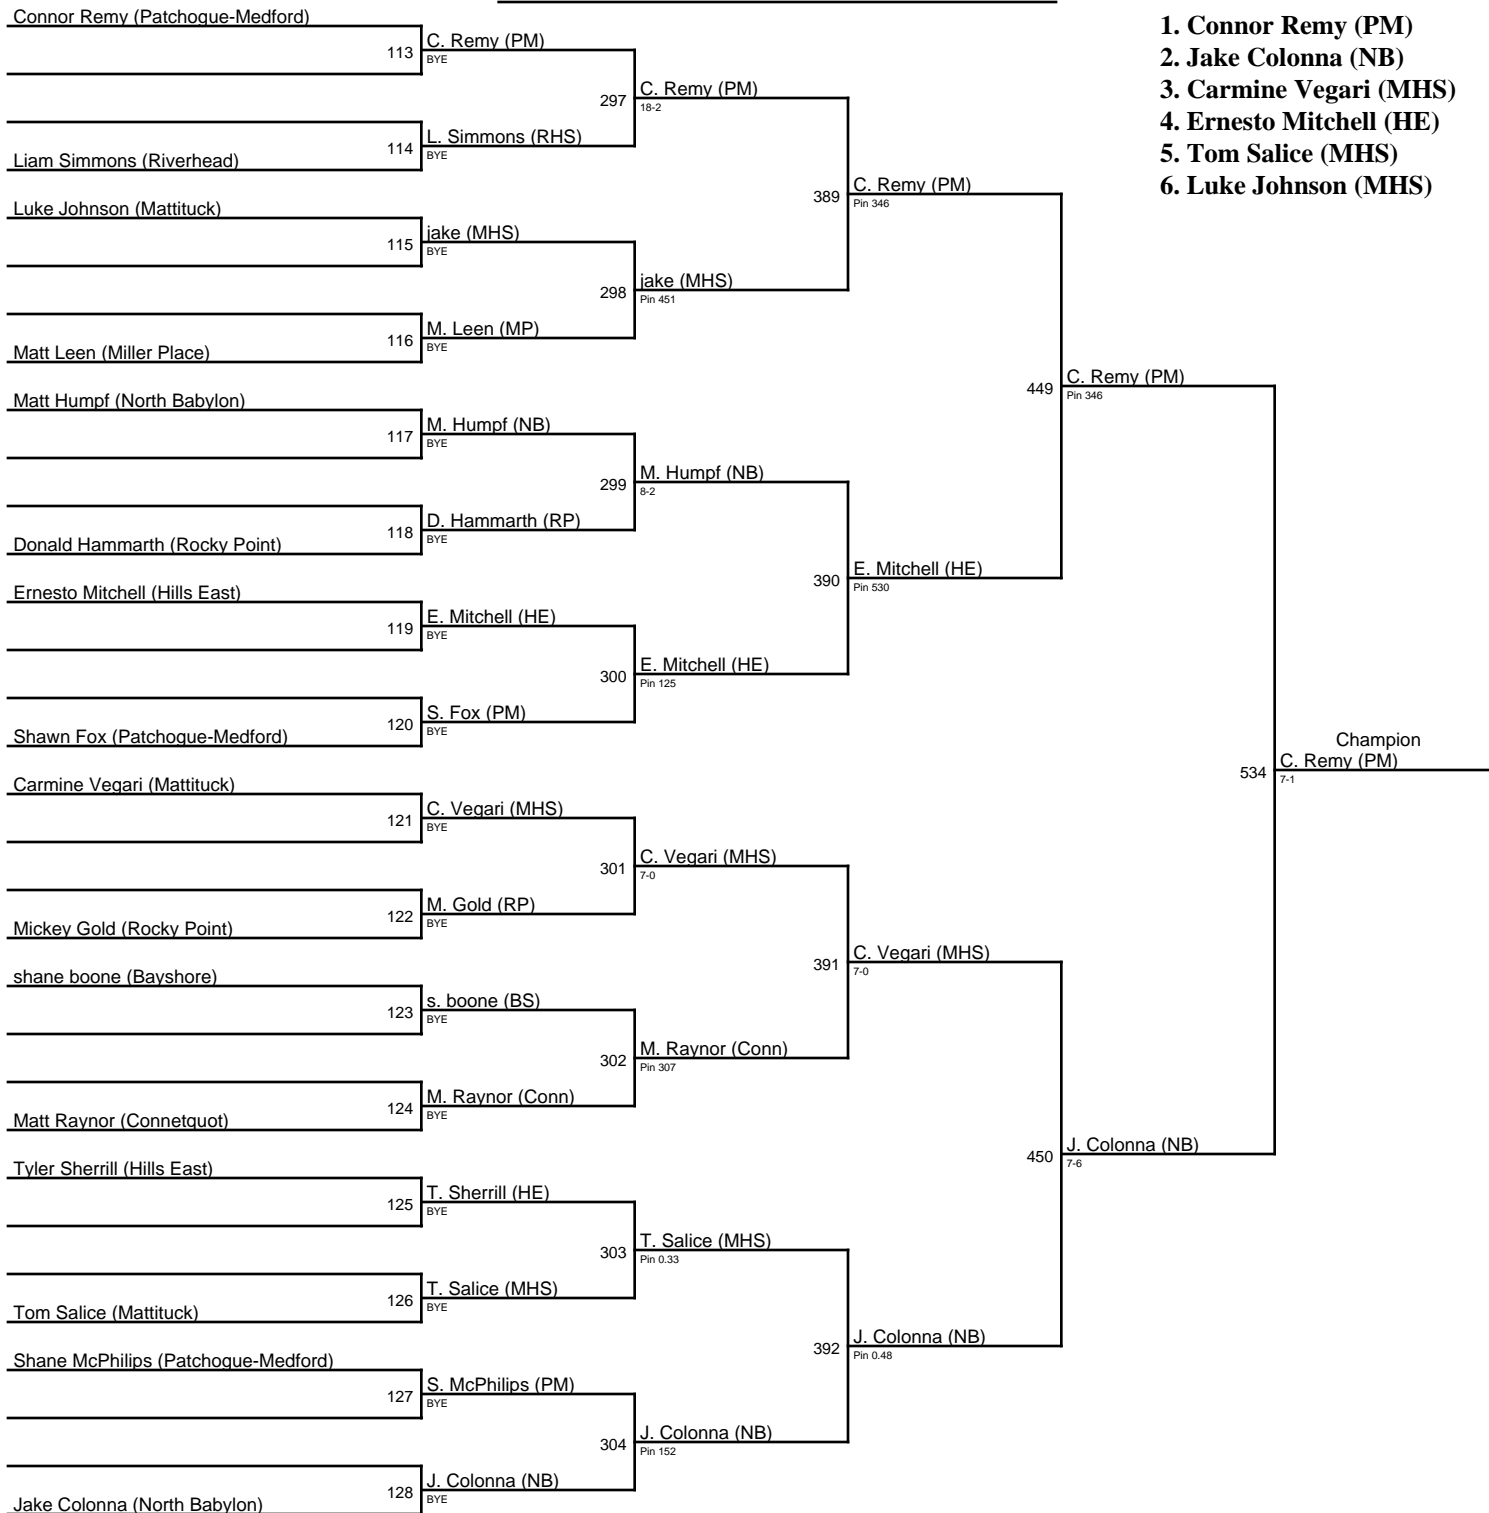 Connor Remy (Patchogue-Medford)
113
C. Remy (PM)
BYE
297
C. Remy (PM)
18-2
114
L. Simmons (RHS)
BYE
Liam Simmons (Riverhead)
389
C. Remy (PM)
Pin 346
Luke Johnson (Mattituck)
115
jake (MHS)
BYE
298
jake (MHS)
Pin 451
116
M. Leen (MP)
BYE
Matt Leen (Miller Place)
449
C. Remy (PM)
Pin 346
Matt Humpf (North Babylon)
117
M. Humpf (NB)
BYE
299
M. Humpf (NB)
8-2
118
D. Hammarth (RP)
BYE
Donald Hammarth (Rocky Point)
390
E. Mitchell (HE)
Pin 530
Ernesto Mitchell (Hills East)
119
E. Mitchell (HE)
BYE
300
E. Mitchell (HE)
Pin 125
120
S. Fox (PM)
BYE
Shawn Fox (Patchogue-Medford)
Champion
534
C. Remy (PM)
7-1
Carmine Vegari (Mattituck)
121
C. Vegari (MHS)
BYE
301
C. Vegari (MHS)
7-0
122
M. Gold (RP)
BYE
Mickey Gold (Rocky Point)
391
C. Vegari (MHS)
7-0
shane boone (Bayshore)
123
s. boone (BS)
BYE
302
M. Raynor (Conn)
Pin 307
124
M. Raynor (Conn)
BYE
Matt Raynor (Connetquot)
450
J. Colonna (NB)
7-6
Tyler Sherrill (Hills East)
125
T. Sherrill (HE)
BYE
303
T. Salice (MHS)
Pin 0.33
126
T. Salice (MHS)
BYE
Tom Salice (Mattituck)
392
J. Colonna (NB)
Pin 0.48
Shane McPhilips (Patchogue-Medford)
127
S. McPhilips (PM)
BYE
304
J. Colonna (NB)
Pin 152
128
J. Colonna (NB)
BYE
Jake Colonna (North Babylon)
1. Connor Remy (PM)
2. Jake Colonna (NB)
3. Carmine Vegari (MHS)
4. Ernesto Mitchell (HE)
5. Tom Salice (MHS)
6. Luke Johnson (MHS)